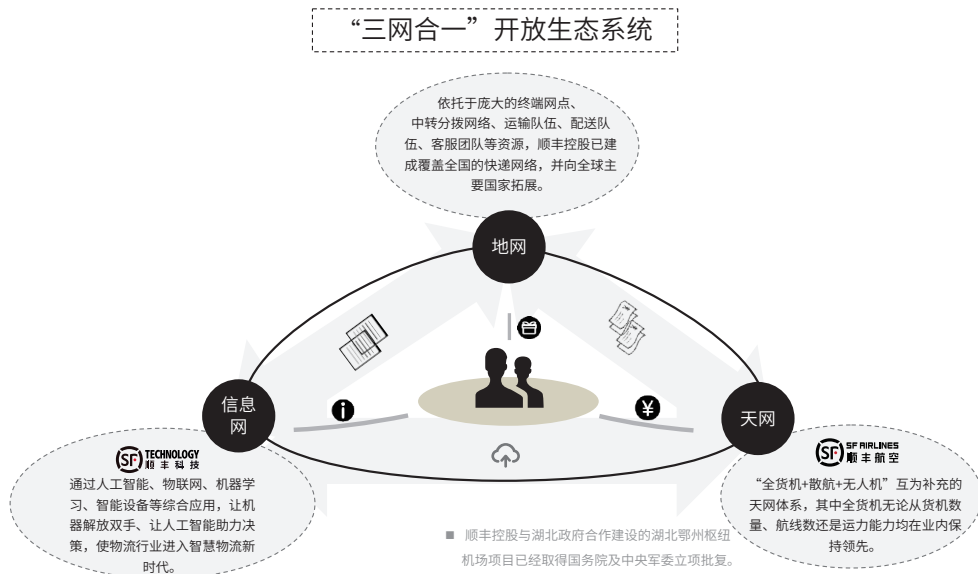 “三网合一”开放生态系统
依托于庞大的终端网点、
中转分拨网络、运输队伍、配送队
伍、客服团队等资源，顺丰控股已建
成覆盖全国的快递网络，并向全球主
要国家拓展。
地网
信息
网
天网
SF TECHNOLOGY
顺丰科技
通过人工智能、物联网、机器学
习、智能设备等综合应用，让机
器解放双手、让人工智能助力决
策，使物流行业进入智慧物流新
时代。
SF AIRLINES
顺丰航空
“全货机+散航+无人机”互为补充的
天网体系，其中全货机无论从货机数
量、航线数还是运力能力均在业内保
持领先。
■ 顺丰控股与湖北政府合作建设的湖北鄂州枢纽
机场项目已经取得国务院及中央军委立项批复。